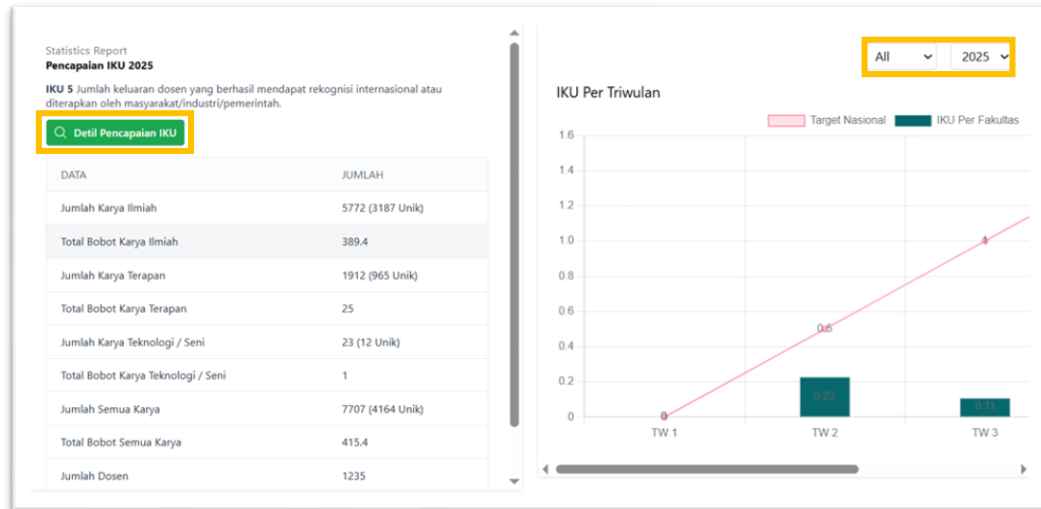 Statistics Report
Pencapaian IKU 2025
IKU 5 Jumlah keluaran dosen yang berhasil mendapat rekognisi internasional atau
diterapkan oleh masyarakat/industri/pemerintah.
Detil Pencapaian IKU
DATA JUMLAH
Jumlah Karya Ilmiah 5772 (3187 Unik)
Total Bobot Karya Ilmiah 389.4
Jumlah Karya Terapan 1912 (965 Unik)
Total Bobot Karya Terapan 25
Jumlah Karya Teknologi / Seni 23 (12 Unik)
Total Bobot Karya Teknologi / Seni 1
Jumlah Semua Karya 7707 (4164 Unik)
Total Bobot Semua Karya 415.4
Jumlah Dosen 1235
All 2025
IKU Per Triwulan
Target Nasional IKU Per Fakultas
1.6
1.4
1.2
1.0 1
0.8
0.6
0.5
0.4
0.2
0.23
0.11
0 0
TW 1 TW 2 TW 3